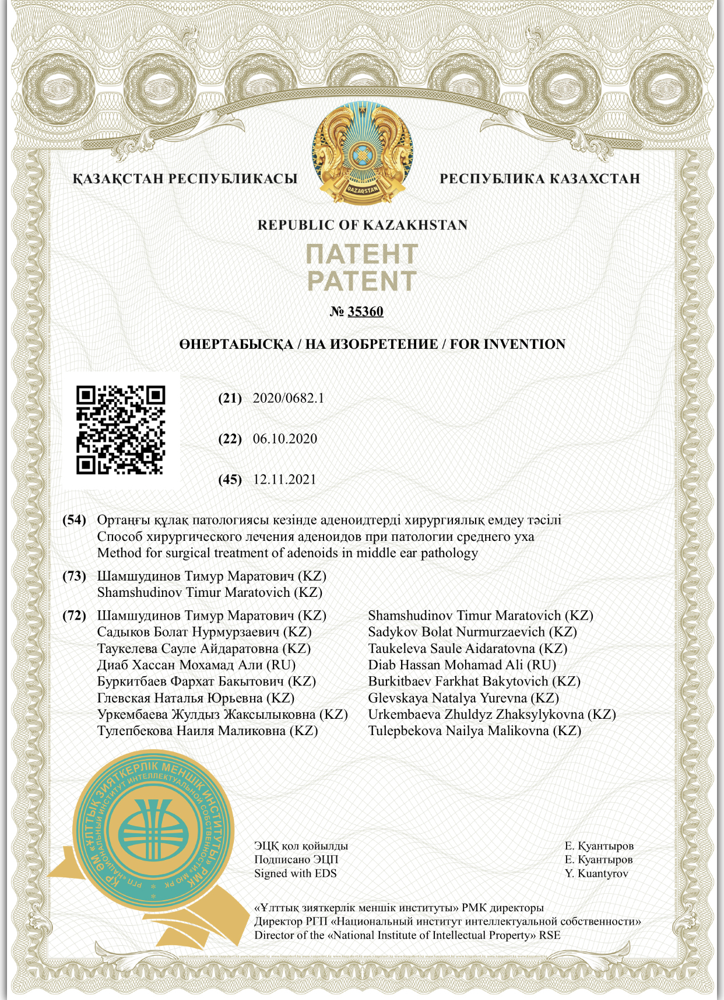 ҚАЗАҚСТАН РЕСПУБЛИКАСЫ
РЕСПУБЛИКА КАЗАХСТАН
QAZAQSTAN
REPUBLIC OF KAZAKHSTAN
ПАТЕНТ
PATENT
№ 35360
ӨНЕРТАБЫСҚА / НА ИЗОБРЕТЕНИЕ / FOR INVENTION
(21) 2020/0682.1
(22) 06.10.2020
(45) 12.11.2021
(54) Ортаңғы құлақ патологиясы кезінде аденоидтерді хирургиялық емдеу тәсілі
Способ хирургического лечения аденоидов при патологии среднего уха
Method for surgical treatment of adenoids in middle ear pathology
(73) Шамшудинов Тимур Маратович (KZ)
Shamshudinov Timur Maratovich (KZ)
(72) Шамшудинов Тимур Маратович (KZ) Shamshudinov Timur Maratovich (KZ)
Садыков Болат Нурмурзаевич (KZ) Sadykov Bolat Nurmurzaevich (KZ)
Таукелева Сауле Айдаратовна (KZ) Taukeleva Saule Aidaratovna (KZ)
Диаб Хассан Мохамад Али (RU) Diab Hassan Mohamad Ali (RU)
Буркитбаев Фархат Бакытович (KZ) Burkitbaev Farkhat Bakytovich (KZ)
Глевская Наталья Юрьевна (KZ) Glevskaya Natalya Yurevna (KZ)
Уркембаева Жулдыз Жаксылыковна (KZ) Urkembaeva Zhuldyz Zhaksylykovna (KZ)
Тулепбекова Наиля Маликовна (KZ) Tulepbekova Nailya Malikovna (KZ)
ҚР ӘМ «ҰЛТТЫҚ ЗИЯТКЕРЛІК МЕНШІК ИНСТИТУТЫ» РМК
РГП «НАЦИОНАЛЬНЫЙ ИНСТИТУТ ИНТЕЛЛЕКТУАЛЬНОЙ СОБСТВЕННОСТИ» МЮ РК
ЭЦҚ қол қойылды Е. Қуантыров
Подписано ЭЦП Е. Куантыров
Signed with EDS Y. Kuantyrov
«Ұлттық зияткерлік меншік институты» РМК директоры
Директор РГП «Национальный институт интеллектуальной собственности»
Director of the «National Institute of Intellectual Property» RSE